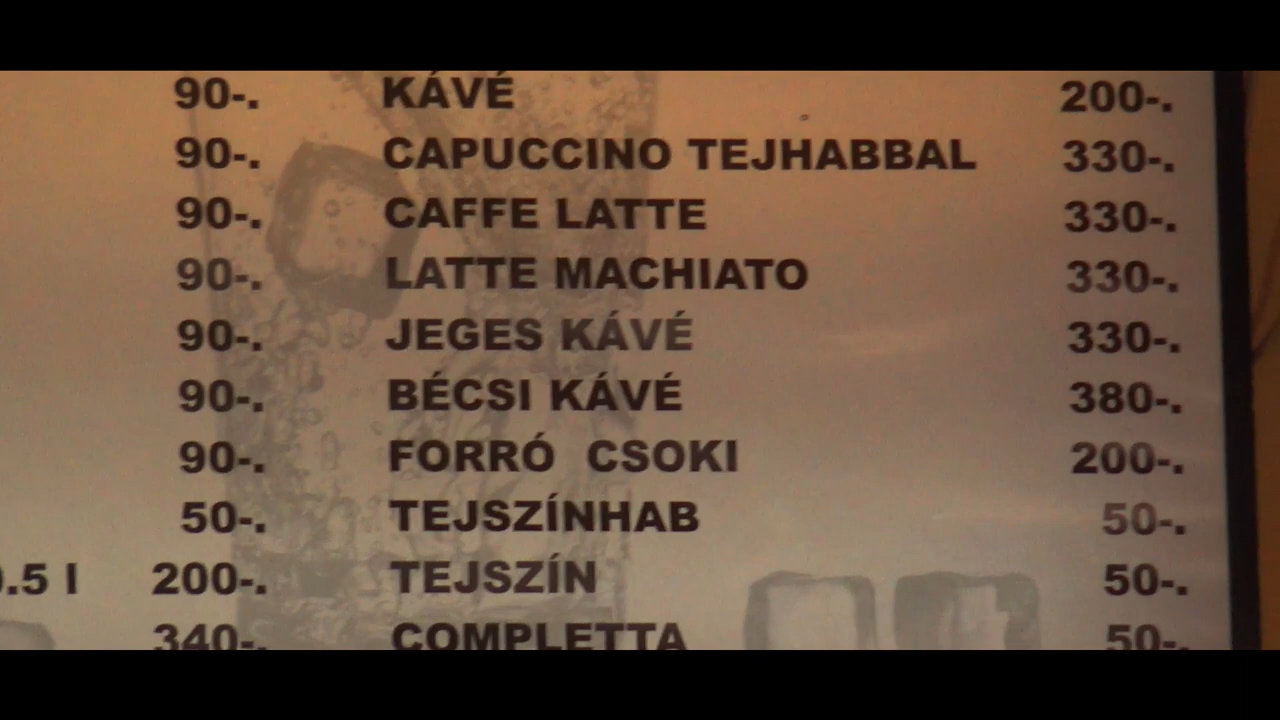 90-. KÁVÉ 200-.
90-. CAPUCCINO TEJHABBAL 330-.
90-. CAFFE LATTE 330-.
90-. LATTE MACHIATO 330-.
90-. JEGES KÁVÉ 330-.
90-. BÉCSI KÁVÉ 380-.
90-. FORRÓ CSOKI 200-.
50-. TEJSZÍNHAB 50-.
.5 l 200-. TEJSZÍN 50-.
340-. COMPLETTA 50-.